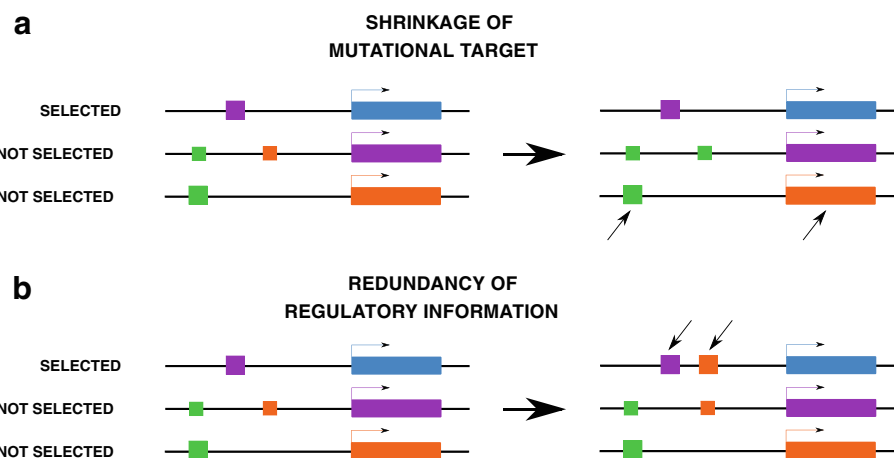 a
SHRINKAGE OF
MUTATIONAL TARGET
SELECTED
NOT SELECTED
NOT SELECTED
b
REDUNDANCY OF
REGULATORY INFORMATION
SELECTED
NOT SELECTED
NOT SELECTED